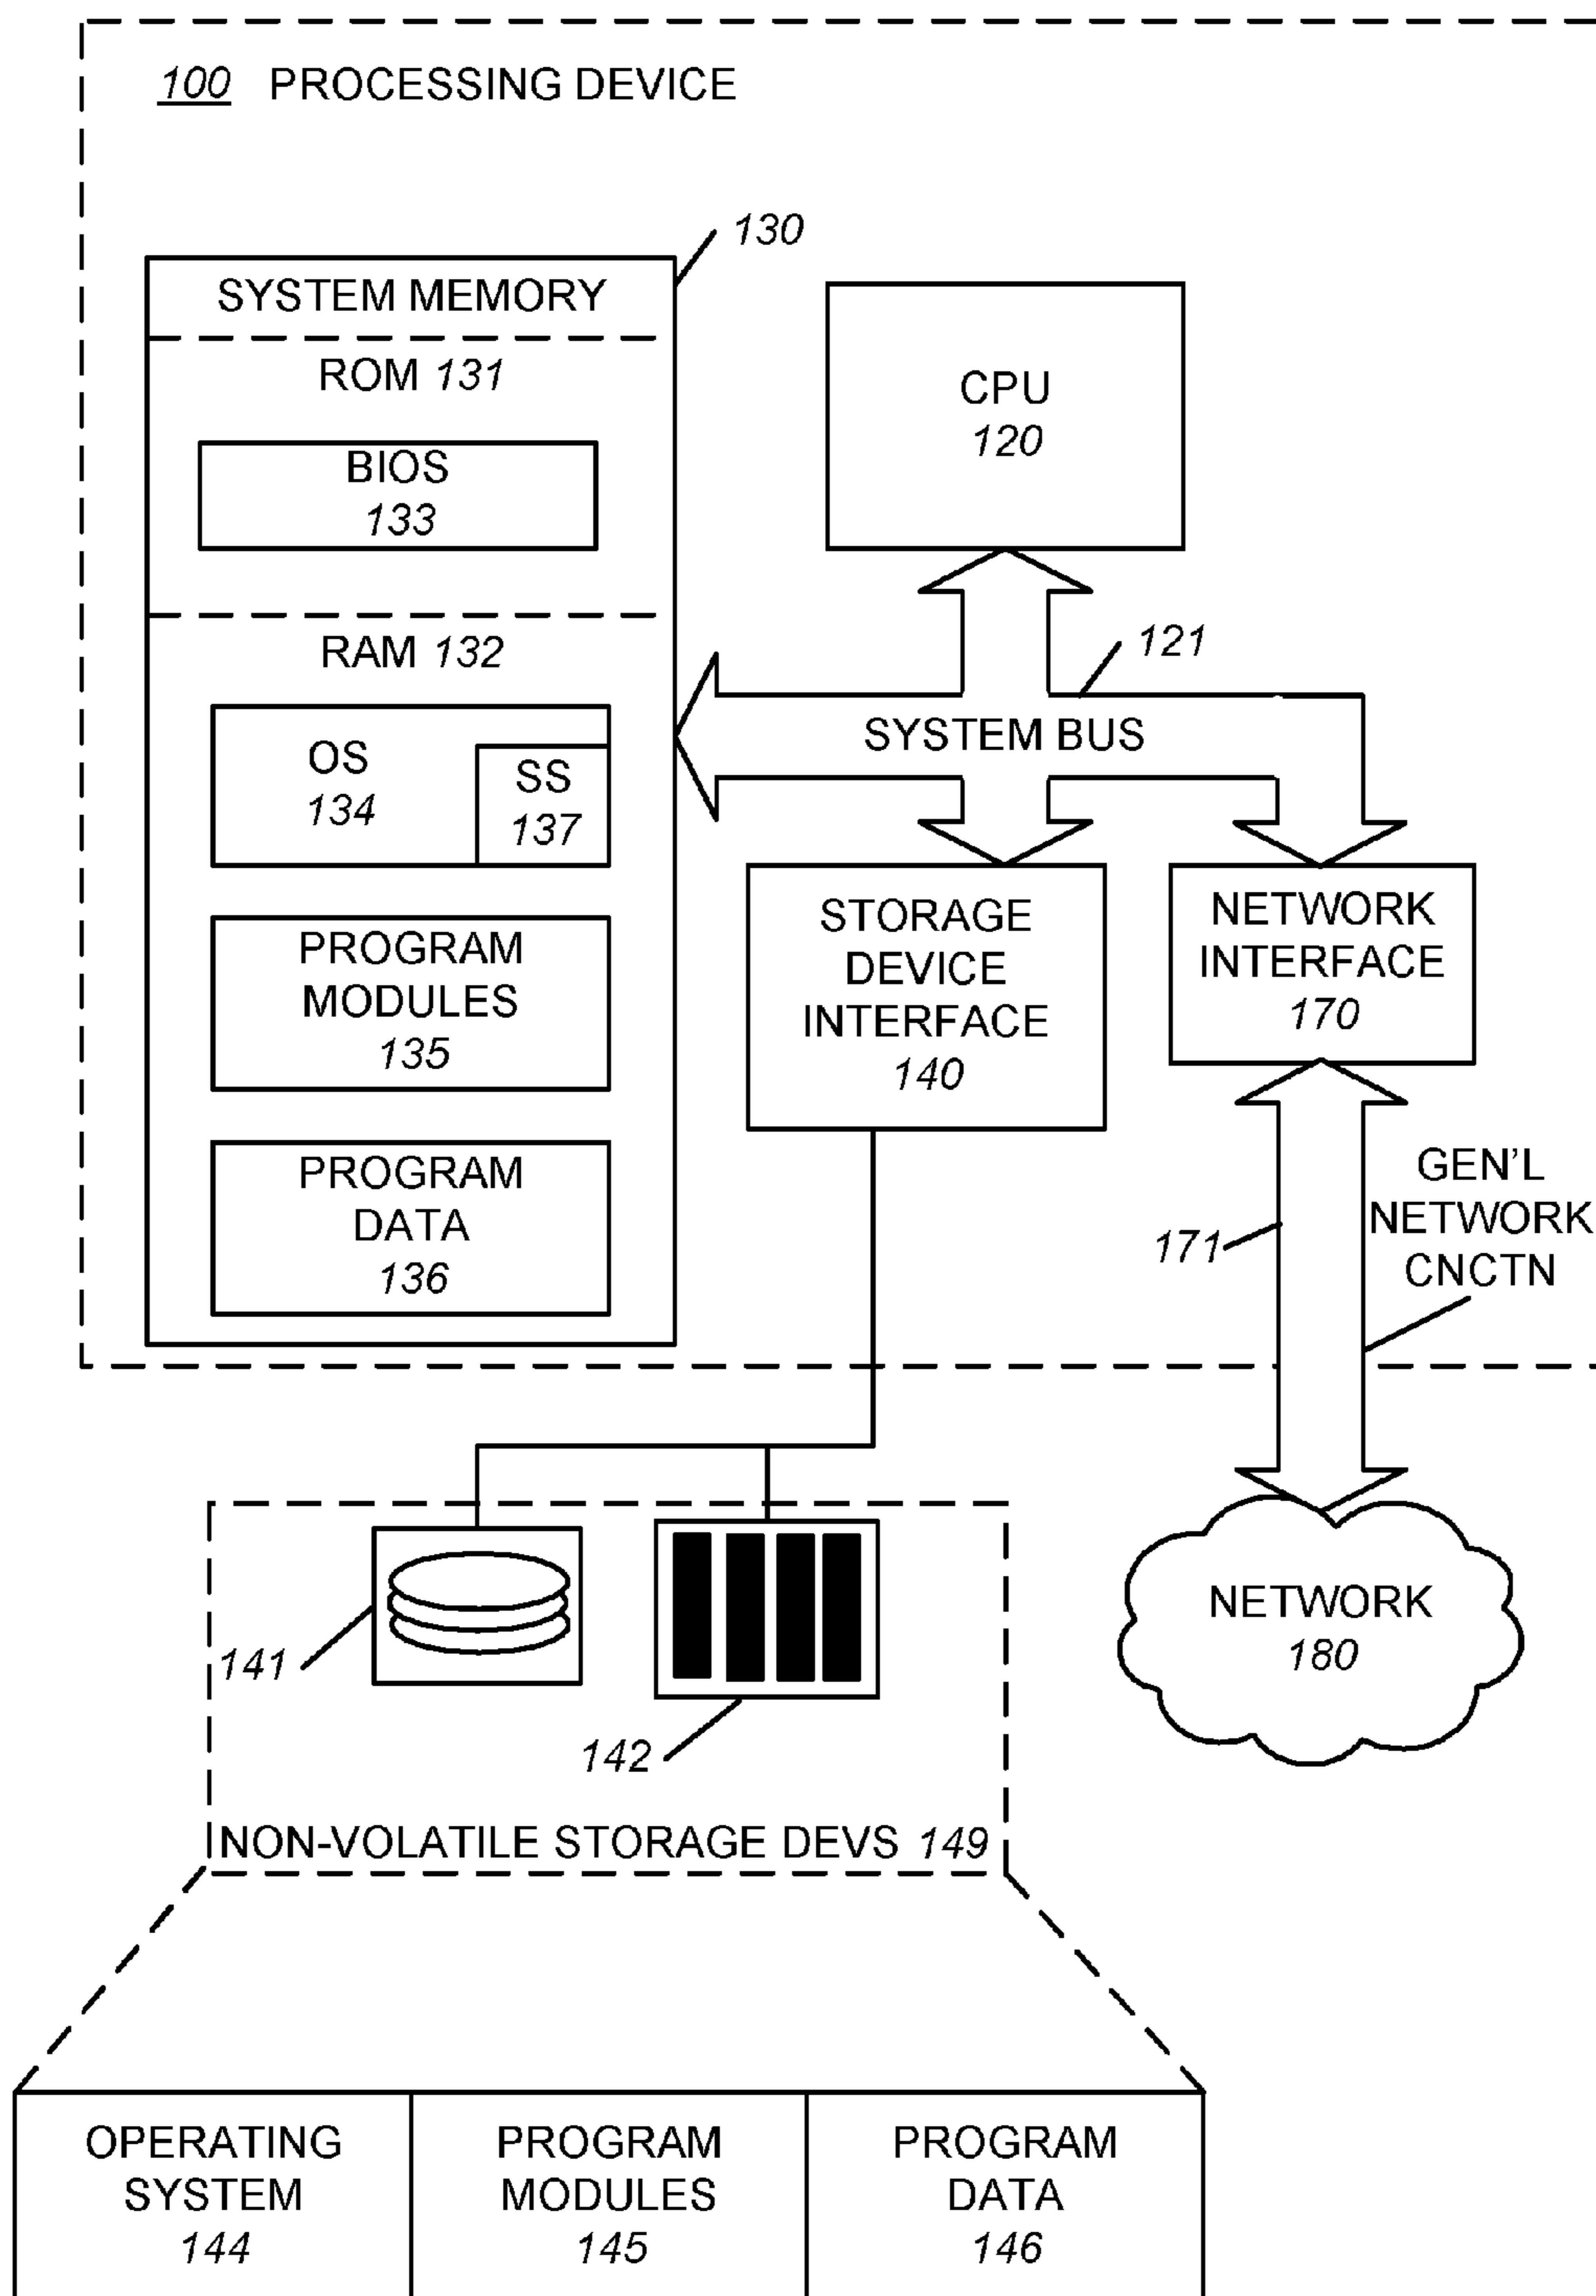 100 PROCESSING DEVICE
130
SYSTEM MEMORY
ROM 131
BIOS
133
RAM 132
OS
134
SS
137
PROGRAM
MODULES
135
PROGRAM
DATA
136
CPU
120
121
SYSTEM BUS
STORAGE
DEVICE
INTERFACE
140
NETWORK
INTERFACE
170
171
GEN'L
NETWORK
CNCTN
141
142
NON-VOLATILE STORAGE DEVS 149
NETWORK
180
OPERATING
SYSTEM
144
PROGRAM
MODULES
145
PROGRAM
DATA
146